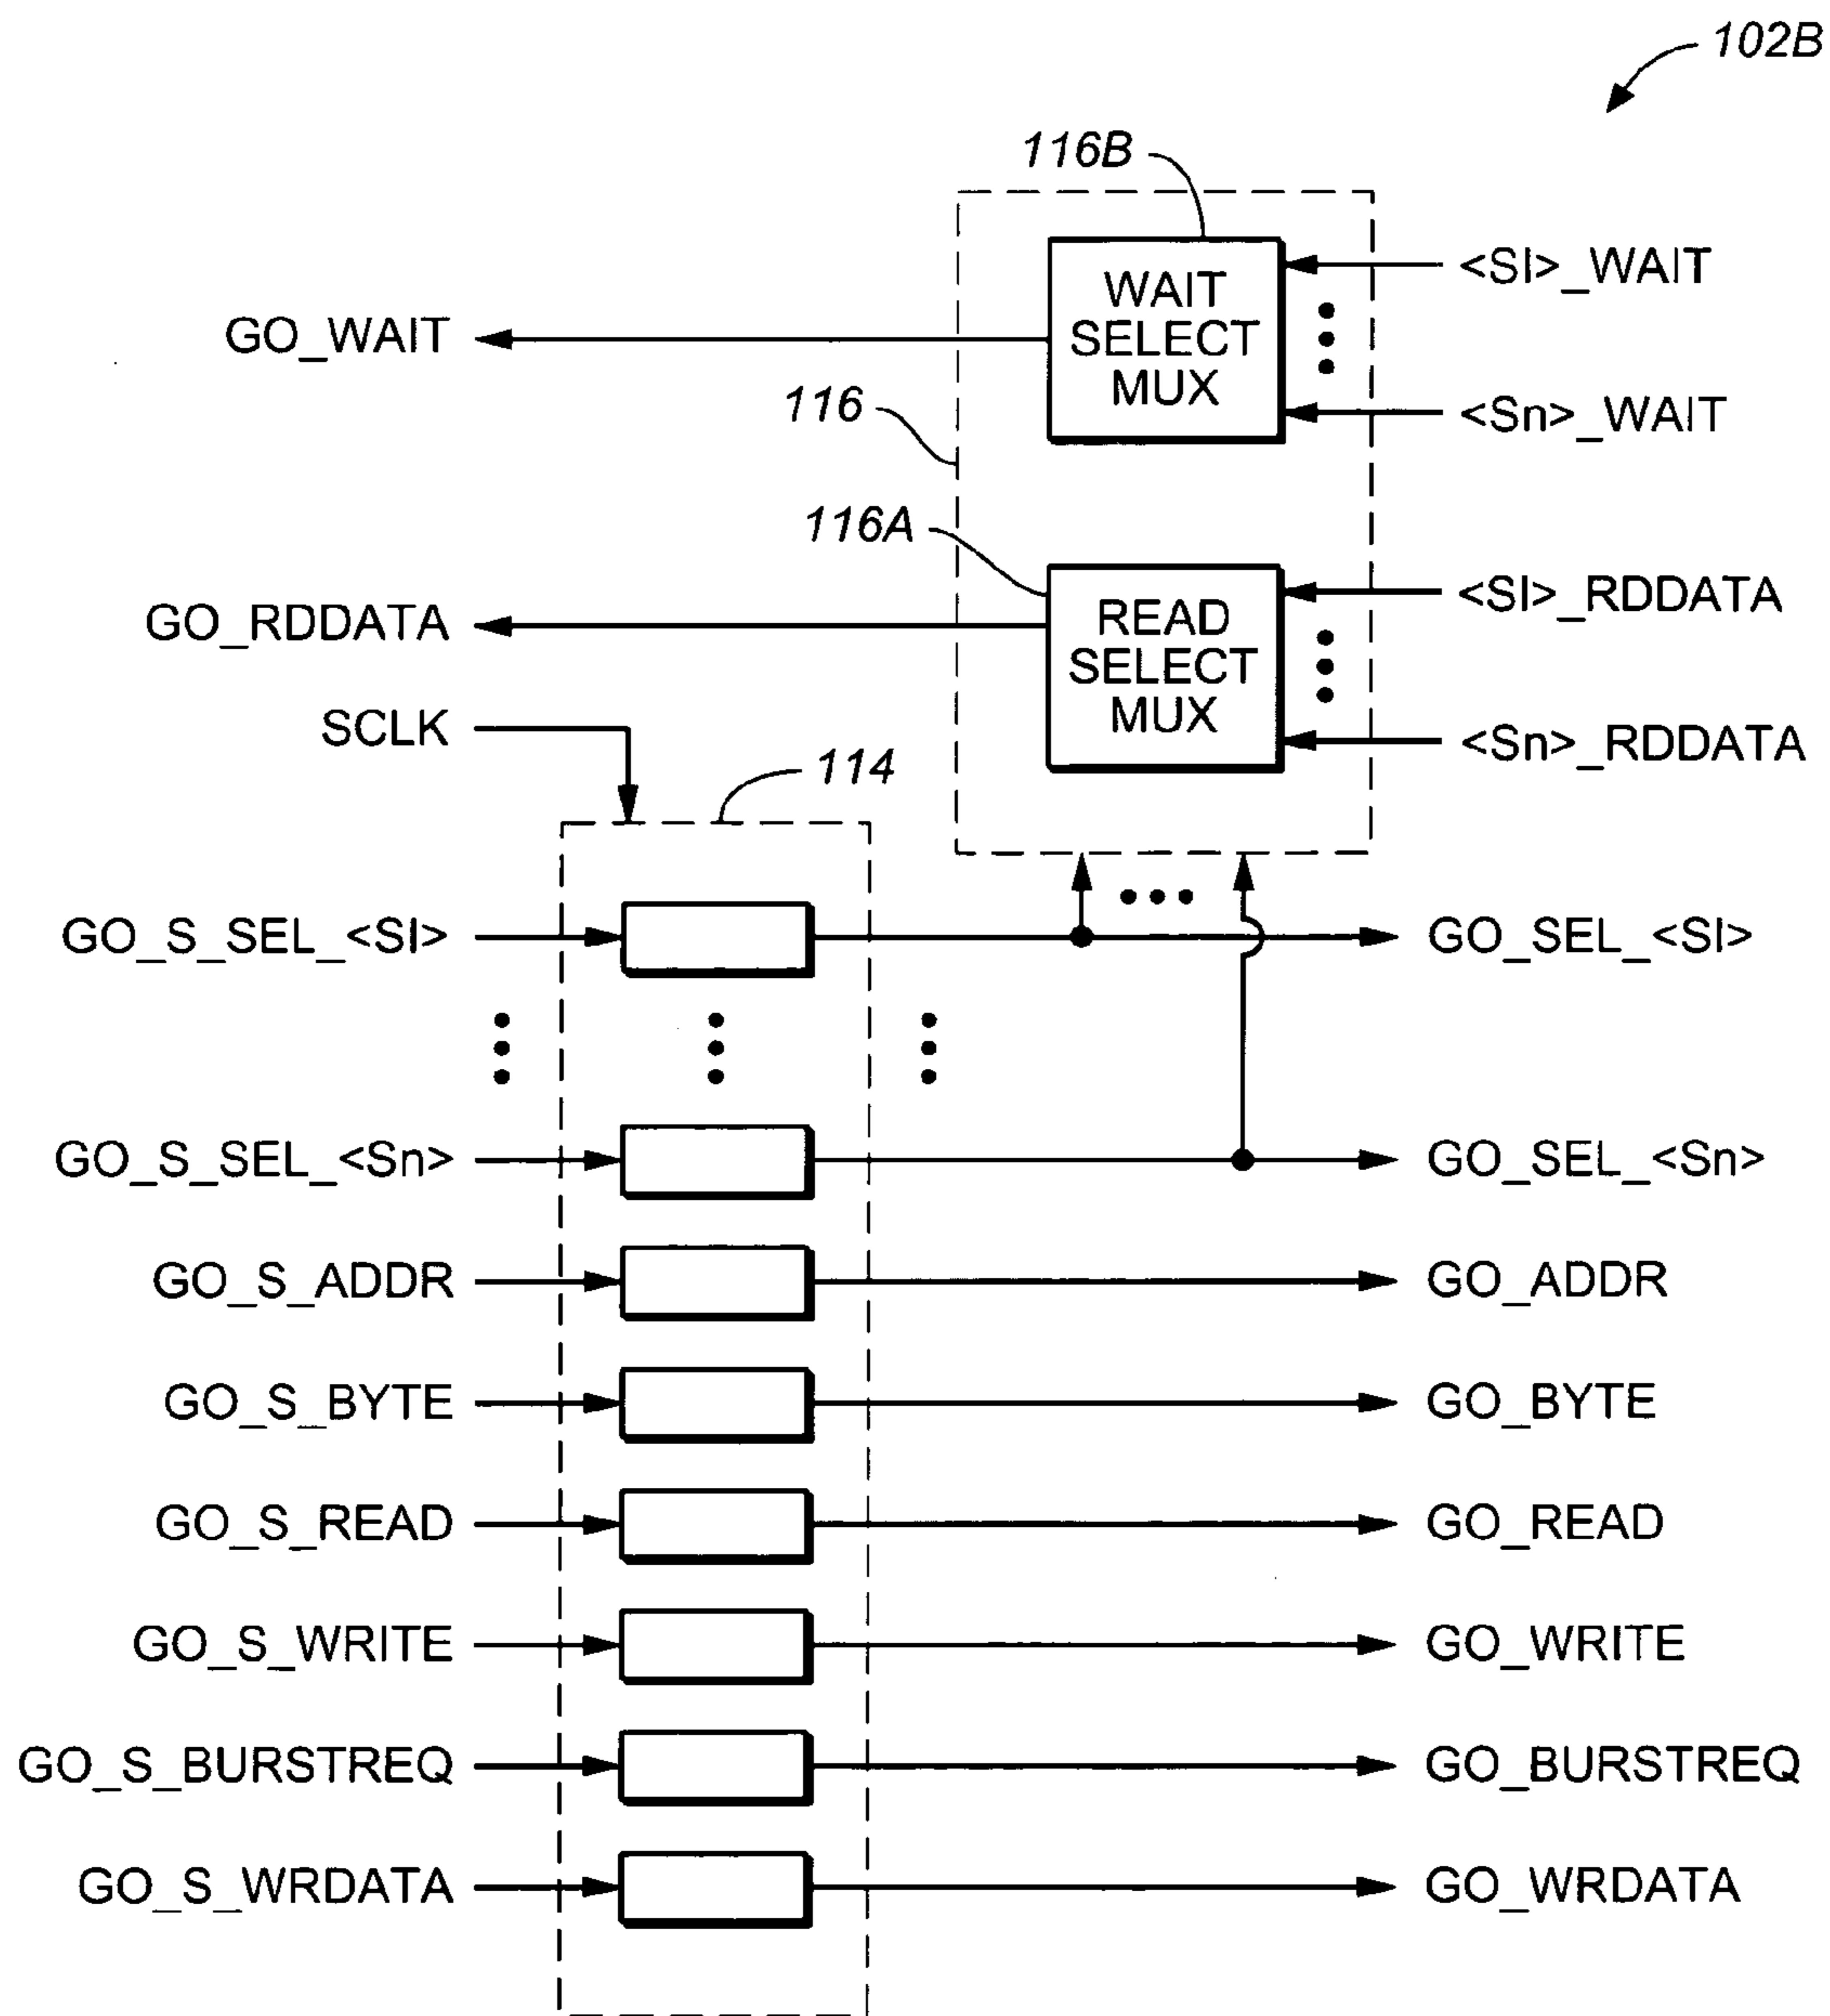 102B
116B
<SI>_WAIT
WAIT
SELECT
MUX
GO_WAIT
116
<Sn>_WAIT
116A
<SI>_RDDATA
READ
SELECT
MUX
GO_RDDATA
SCLK
<Sn>_RDDATA
114
GO_S_SEL_<SI>
GO_SEL_<SI>
GO_S_SEL_<Sn>
GO_SEL_<Sn>
GO_S_ADDR
GO_ADDR
GO_S_BYTE
GO_BYTE
GO_S_READ
GO_READ
GO_S_WRITE
GO_WRITE
GO_S_BURSTREQ
GO_BURSTREQ
GO_S_WRDATA
GO_WRDATA